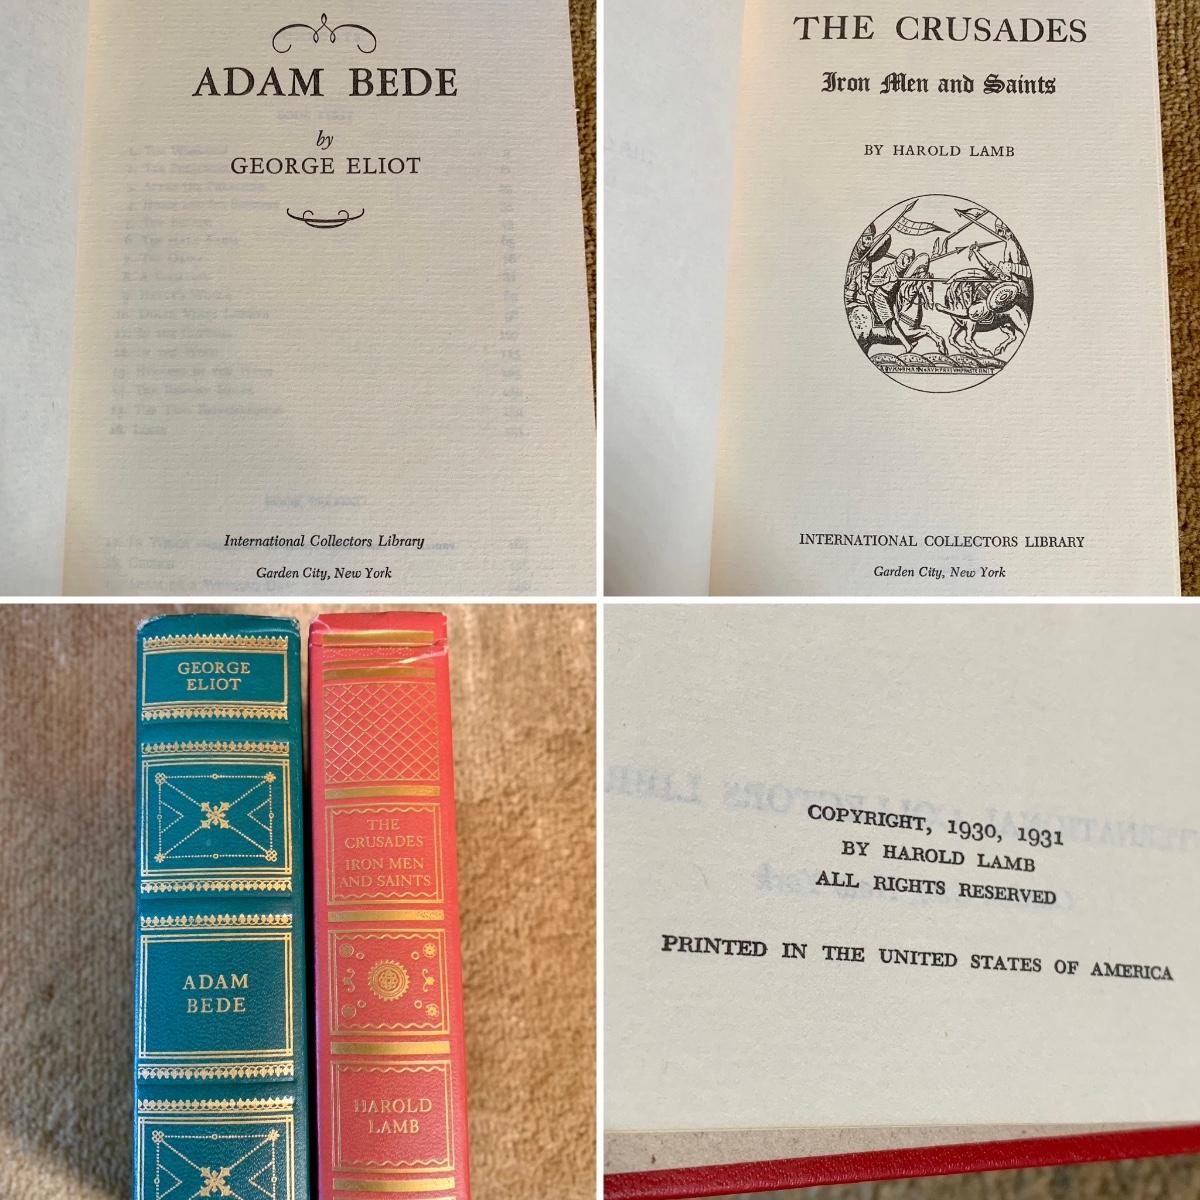 ADAM BEDE
by
GEORGE ELIOT
International Collectors Library
Garden City, New York
THE CRUSADES
Iron Men and Saints
BY HAROLD LAMB
INTERNATIONAL COLLECTORS LIBRARY
Garden City, New York
GEORGE
ELIOT
ADAM
BEDE
THE
CRUSADES
IRON MEN
AND SAINTS
HAROLD
LAMB
COPYRIGHT, 1930, 1931
BY HAROLD LAMB
ALL RIGHTS RESERVED
PRINTED IN THE UNITED STATES OF AMERICA